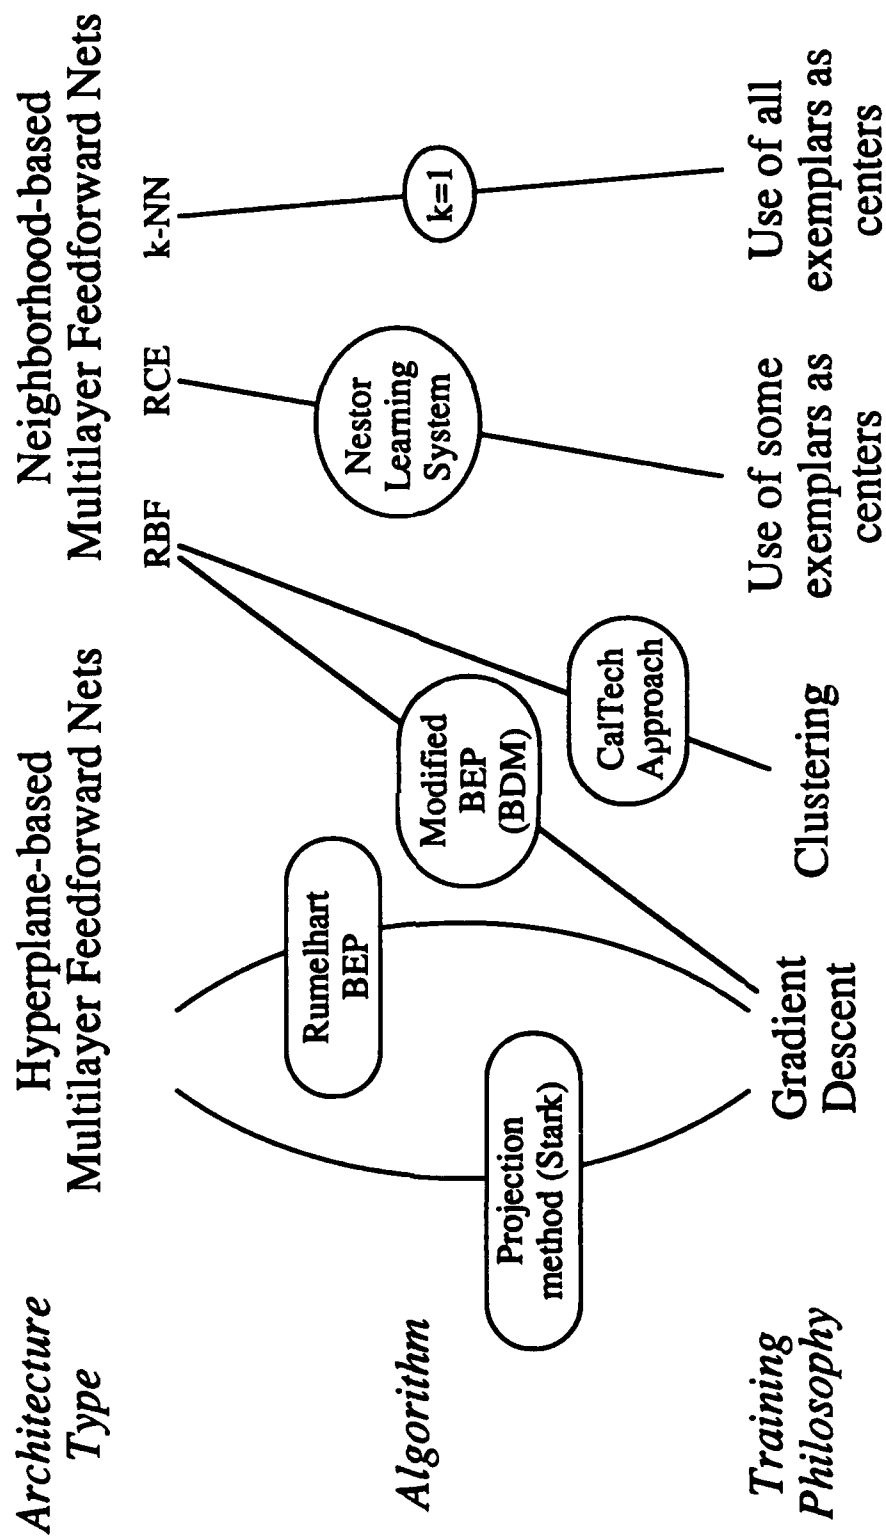 Architecture
Type
Hyperplane-based
Multilayer Feedforward Nets
Neighborhood-based
Multilayer Feedforward Nets
RBF
RCE
k-NN
Algorithm
Rumelhart
BEP
Projection
method (Stark)
Modified
BEP
(BDM)
CalTech
Approach
Nestor
Learning
System
k=1
Training
Philosophy
Gradient
Descent
Clustering
Use of some
exemplars as
centers
Use of all
exemplars as
centers